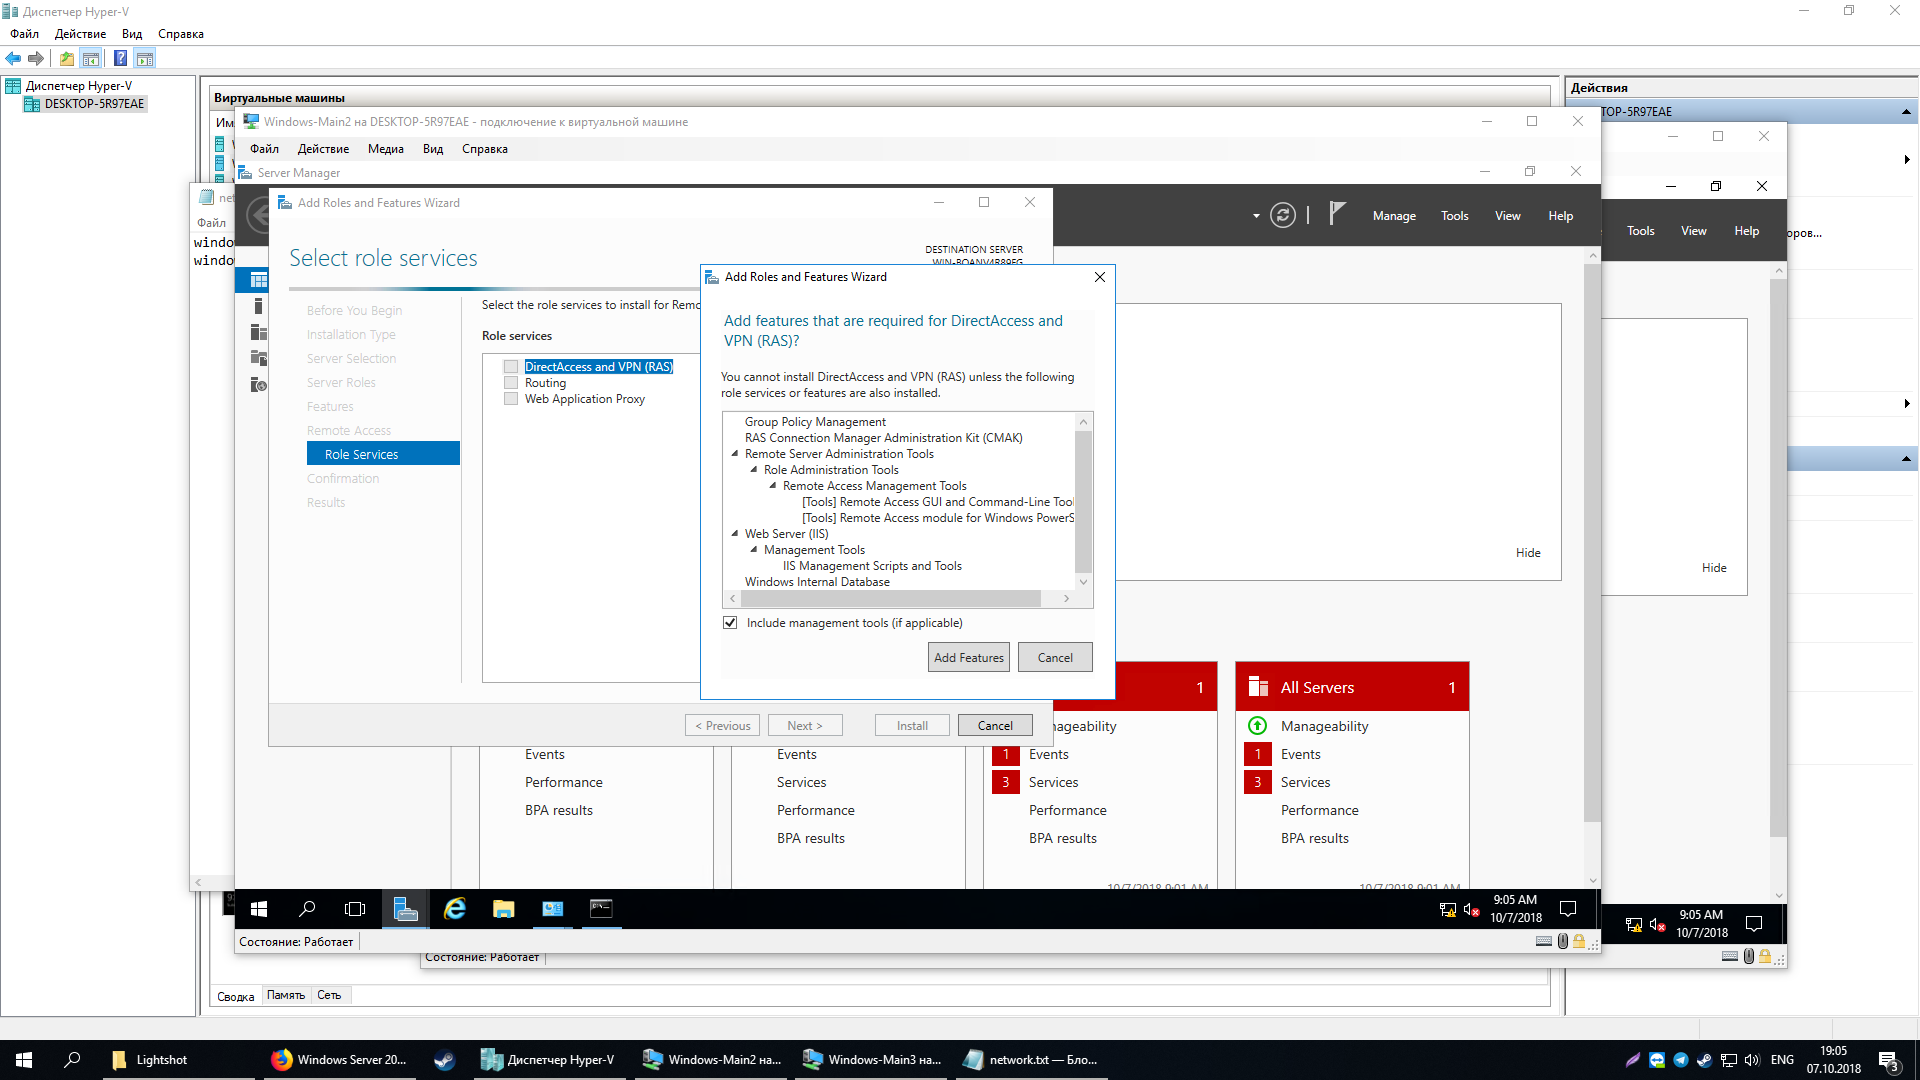 Диспетчер Hyper-V
Файл Действие Вид Справка
Диспетчер Hyper-V
DESKTOP-5R97EAE
Виртуальные машины
Действия
TOP-5R97EAE
Windows-Main2 на DESKTOP-5R97EAE - подключение к виртуальной машине
Файл Действие Медиа Вид Справка
Server Manager
Файл
windo
windo
Manage Tools View Help
Tools View Help
Add Roles and Features Wizard
Select role services
DESTINATION SERVER
Before You Begin
Installation Type
Server Selection
Server Roles
Features
Remote Access
Role Services
Confirmation
Results
Select the role services to install for Remo
Role services
DirectAccess and VPN (RAS)
Routing
Web Application Proxy
< Previous Next > Install Cancel
Add Roles and Features Wizard
Add features that are required for DirectAccess and
VPN (RAS)?
You cannot install DirectAccess and VPN (RAS) unless the following
role services or features are also installed.
Group Policy Management
RAS Connection Manager Administration Kit (CMAK)
Remote Server Administration Tools
Role Administration Tools
Remote Access Management Tools
[Tools] Remote Access GUI and Command-Line Tool
[Tools] Remote Access module for Windows PowerS
Web Server (IIS)
Management Tools
IIS Management Scripts and Tools
Windows Internal Database
Include management tools (if applicable)
Add Features Cancel
Hide
Hide
оров...
1
All Servers 1
nageability
Manageability
Events
Events
1 Events
1 Events
Performance
Services
3 Services
3 Services
BPA results
Performance
Performance
Performance
BPA results
BPA results
BPA results
10/7/2018 9:01 AM
10/7/2018 9:01 AM
9:05 AM
10/7/2018
9:05 AM
10/7/2018
Состояние: Работает
Состояние: Работает
Сводка Память Сеть
Lightshot
Windows Server 20...
Диспетчер Hyper-V
Windows-Main2 на...
Windows-Main3 на...
network.txt — Бло...
ENG
19:05
07.10.2018
3